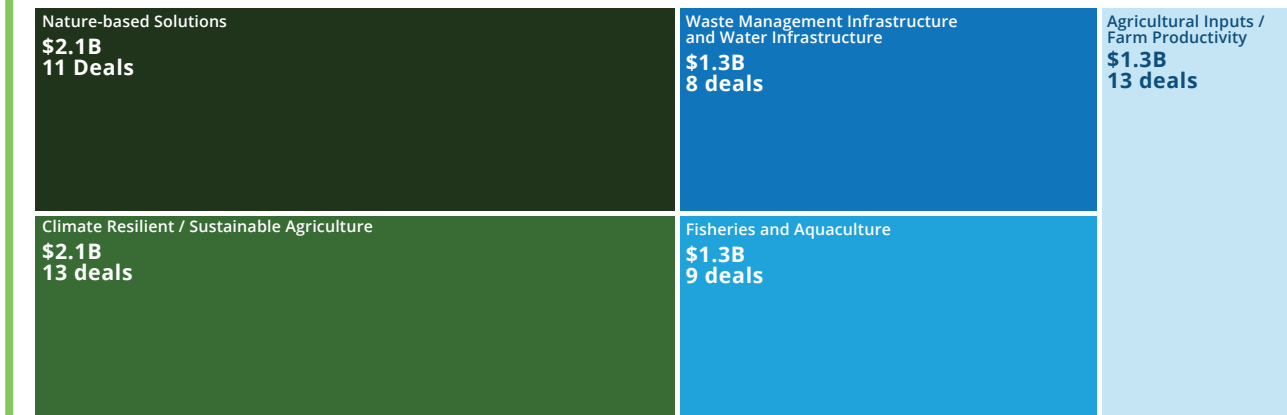 Nature-based Solutions
$2.1B
11 Deals
Waste Management Infrastructure
and Water Infrastructure
$1.3B
8 deals
Agricultural Inputs /
Farm Productivity
$1.3B
13 deals
Climate Resilient / Sustainable Agriculture
$2.1B
13 deals
Fisheries and Aquaculture
$1.3B
9 deals